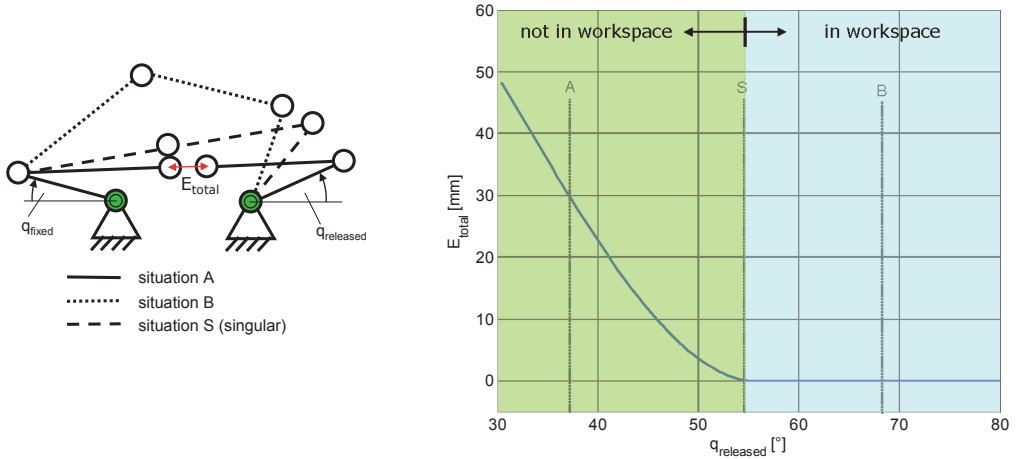 E_total
q_fixed
q_released
situation A
situation B
situation S (singular)
60
not in workspace
in workspace
50
A
S
B
40
E_total [mm]
30
20
10
0
30
40
50
60
70
80
q_released [°]